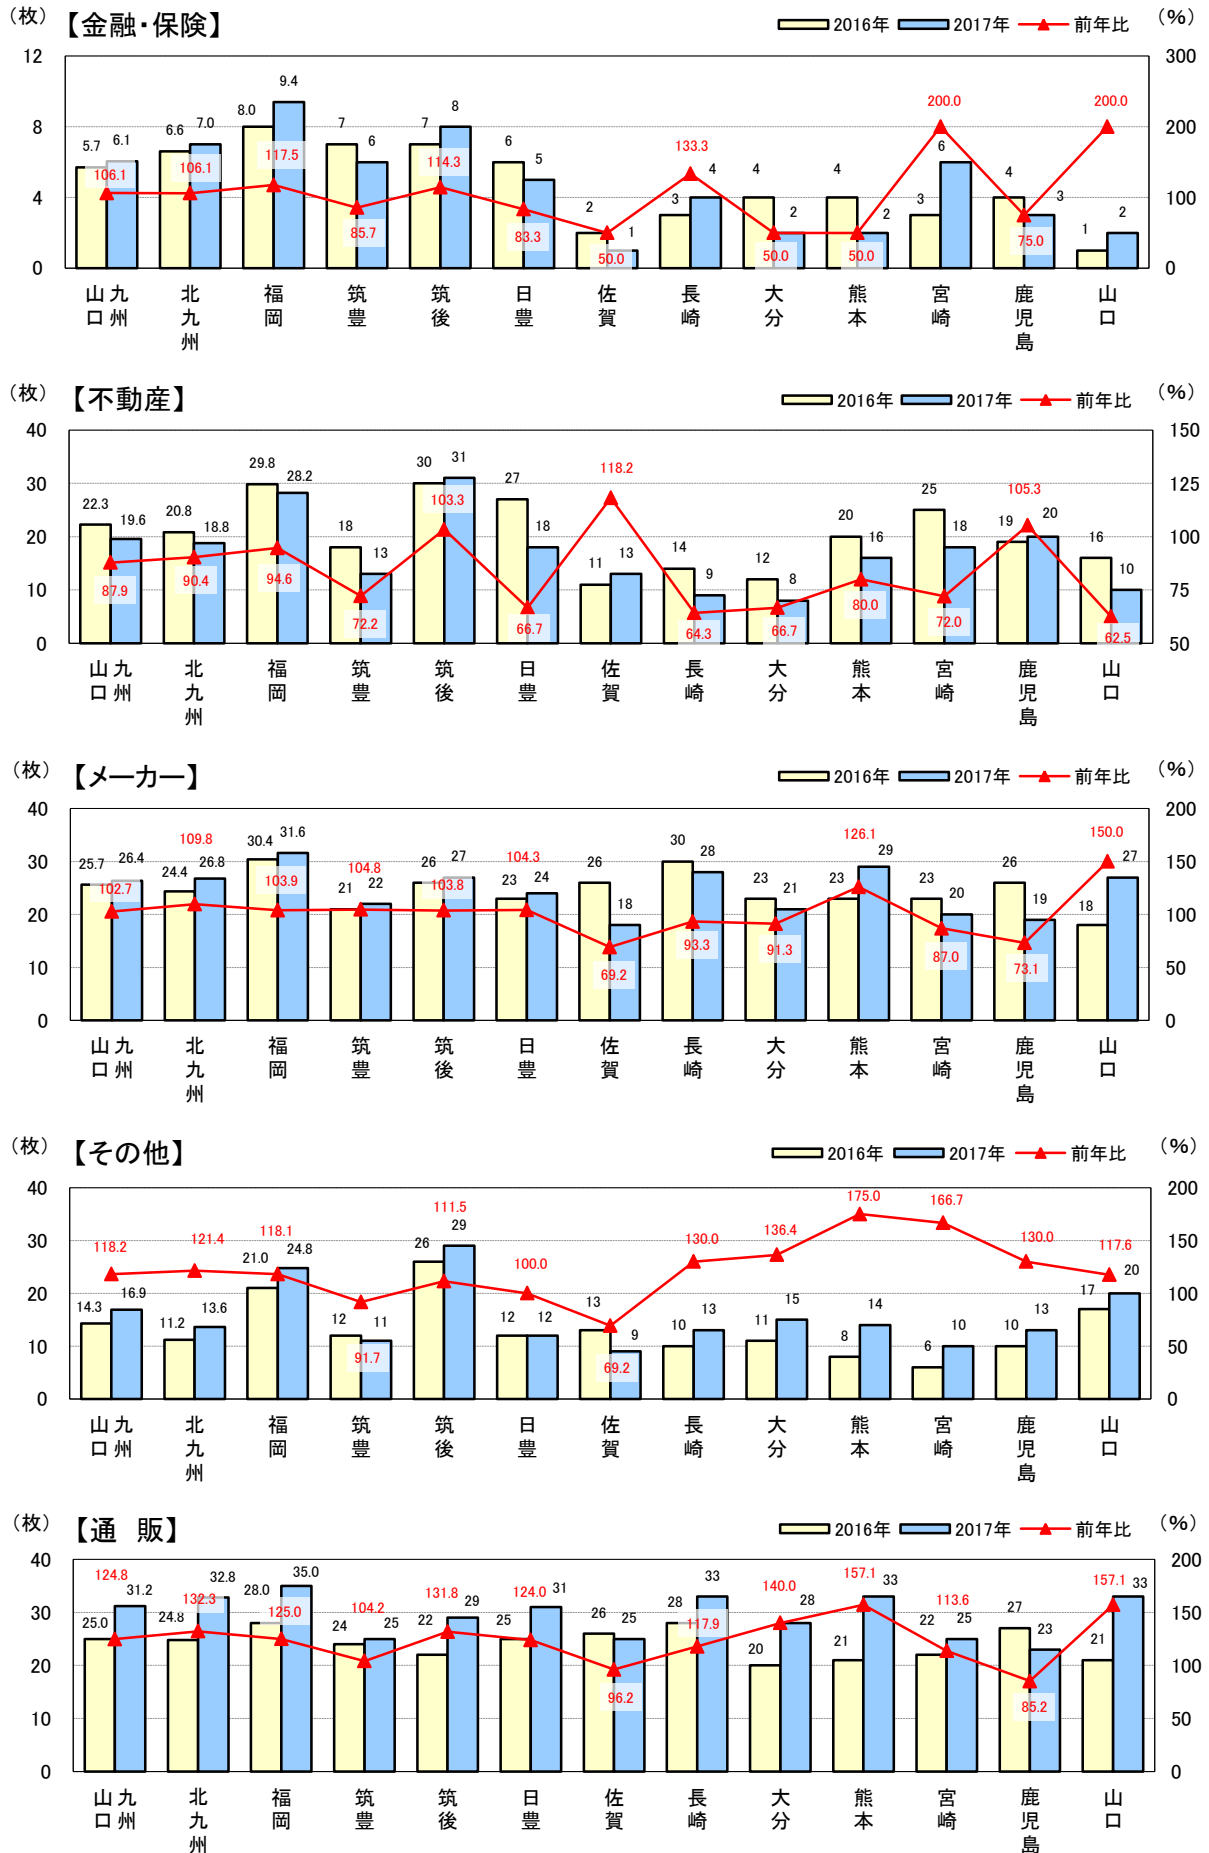 (枚) 【金融・保険】 2016年 2017年 前年比 (%)
12 300
8 200
4 100
0 0
5.7 6.1 6.6 7.0 8.0 9.4 7 6 7 8 6 5 2 1 3 4 4 2 4 2 3 6 4 3 1 2
106.1 106.1 117.5 85.7 114.3 83.3 50.0 133.3 50.0 50.0 200.0 75.0 200.0
九州山口 北九州 福岡 筑豊 筑後 日豊 佐賀 長崎 大分 熊本 宮崎 鹿児島 山口
(枚) 【不動産】 2016年 2017年 前年比 (%)
40 150
30 125
20 100
10 75
0 50
22.3 19.6 20.8 18.8 29.8 28.2 18 13 30 31 27 18 11 13 14 9 12 8 20 16 25 18 19 20 16 10
87.9 90.4 94.6 72.2 103.3 66.7 118.2 64.3 66.7 80.0 72.0 105.3 62.5
九州山口 北九州 福岡 筑豊 筑後 日豊 佐賀 長崎 大分 熊本 宮崎 鹿児島 山口
(枚) 【メーカー】 2016年 2017年 前年比 (%)
40 200
30 150
20 100
10 50
0 0
25.7 26.4 24.4 26.8 30.4 31.6 21 22 26 27 23 24 26 18 30 28 23 21 23 29 23 20 26 19 18 27
102.7 109.8 103.9 104.8 103.8 104.3 69.2 93.3 91.3 126.1 87.0 73.1 150.0
九州山口 北九州 福岡 筑豊 筑後 日豊 佐賀 長崎 大分 熊本 宮崎 鹿児島 山口
(枚) 【その他】 2016年 2017年 前年比 (%)
40 200
30 150
20 100
10 50
0 0
14.3 16.9 11.2 13.6 21.0 24.8 12 11 26 29 12 12 13 9 10 13 11 15 8 14 6 10 10 13 17 20
118.2 121.4 118.1 91.7 111.5 100.0 69.2 130.0 136.4 175.0 166.7 130.0 117.6
九州山口 北九州 福岡 筑豊 筑後 日豊 佐賀 長崎 大分 熊本 宮崎 鹿児島 山口
(枚) 【通 販】 2016年 2017年 前年比 (%)
40 200
30 150
20 100
10 50
0 0
25.0 31.2 24.8 32.8 28.0 35.0 24 25 22 29 25 31 26 25 28 33 20 28 21 33 22 25 27 23 21 33
124.8 132.3 125.0 104.2 131.8 124.0 96.2 117.9 140.0 157.1 113.6 85.2 157.1
九州山口 北九州 福岡 筑豊 筑後 日豊 佐賀 長崎 大分 熊本 宮崎 鹿児島 山口